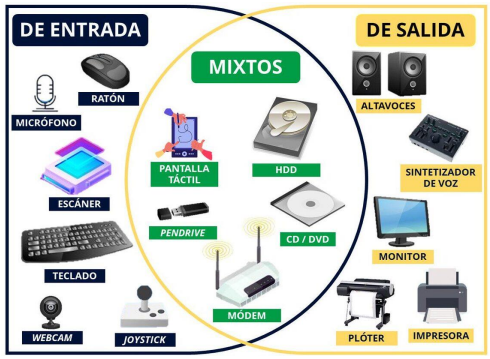 DE ENTRADA
MIXTOS
DE SALIDA
RATÓN
MICRÓFONO
ESCÁNER
TECLADO
WEBCAM
JOYSTICK
PANTALLA
TÁCTIL
HDD
PENDRIVE
CD / DVD
MÓDEM
ALTAVOCES
SINTETIZADOR
DE VOZ
MONITOR
PLÓTER
IMPRESORA